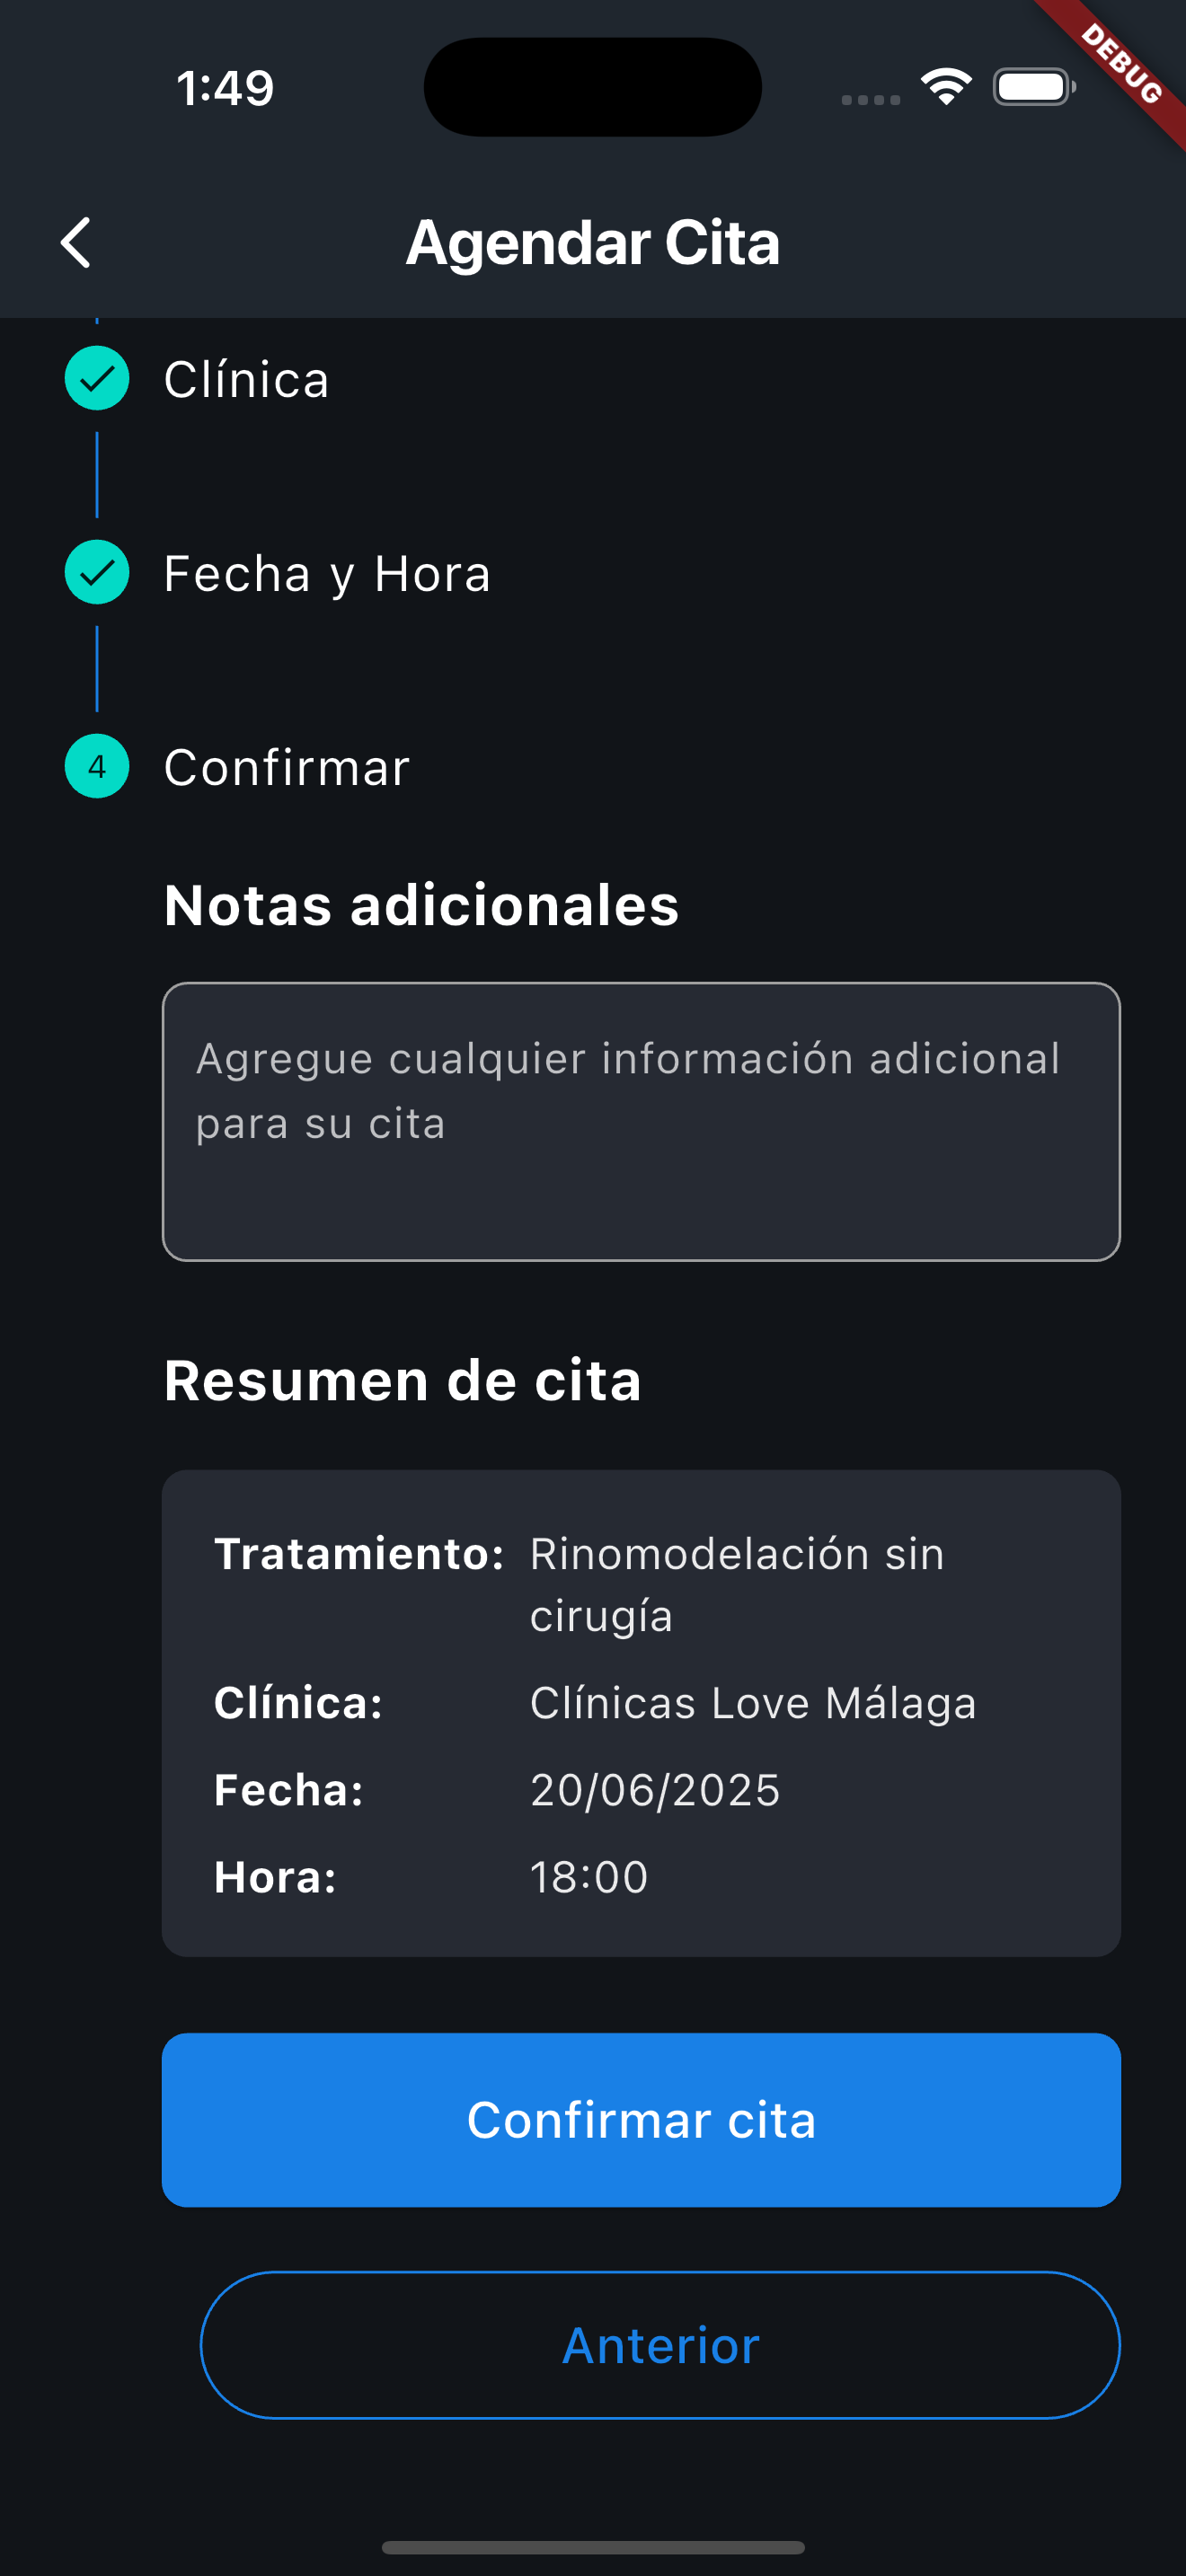 1:49
DEBUG
Agendar Cita
Clínica
Fecha y Hora
4 Confirmar
Notas adicionales
Agregue cualquier información adicional
para su cita
Resumen de cita
Tratamiento: Rinomodelación sin
cirugía
Clínica: Clínicas Love Málaga
Fecha: 20/06/2025
Hora: 18:00
Confirmar cita
Anterior